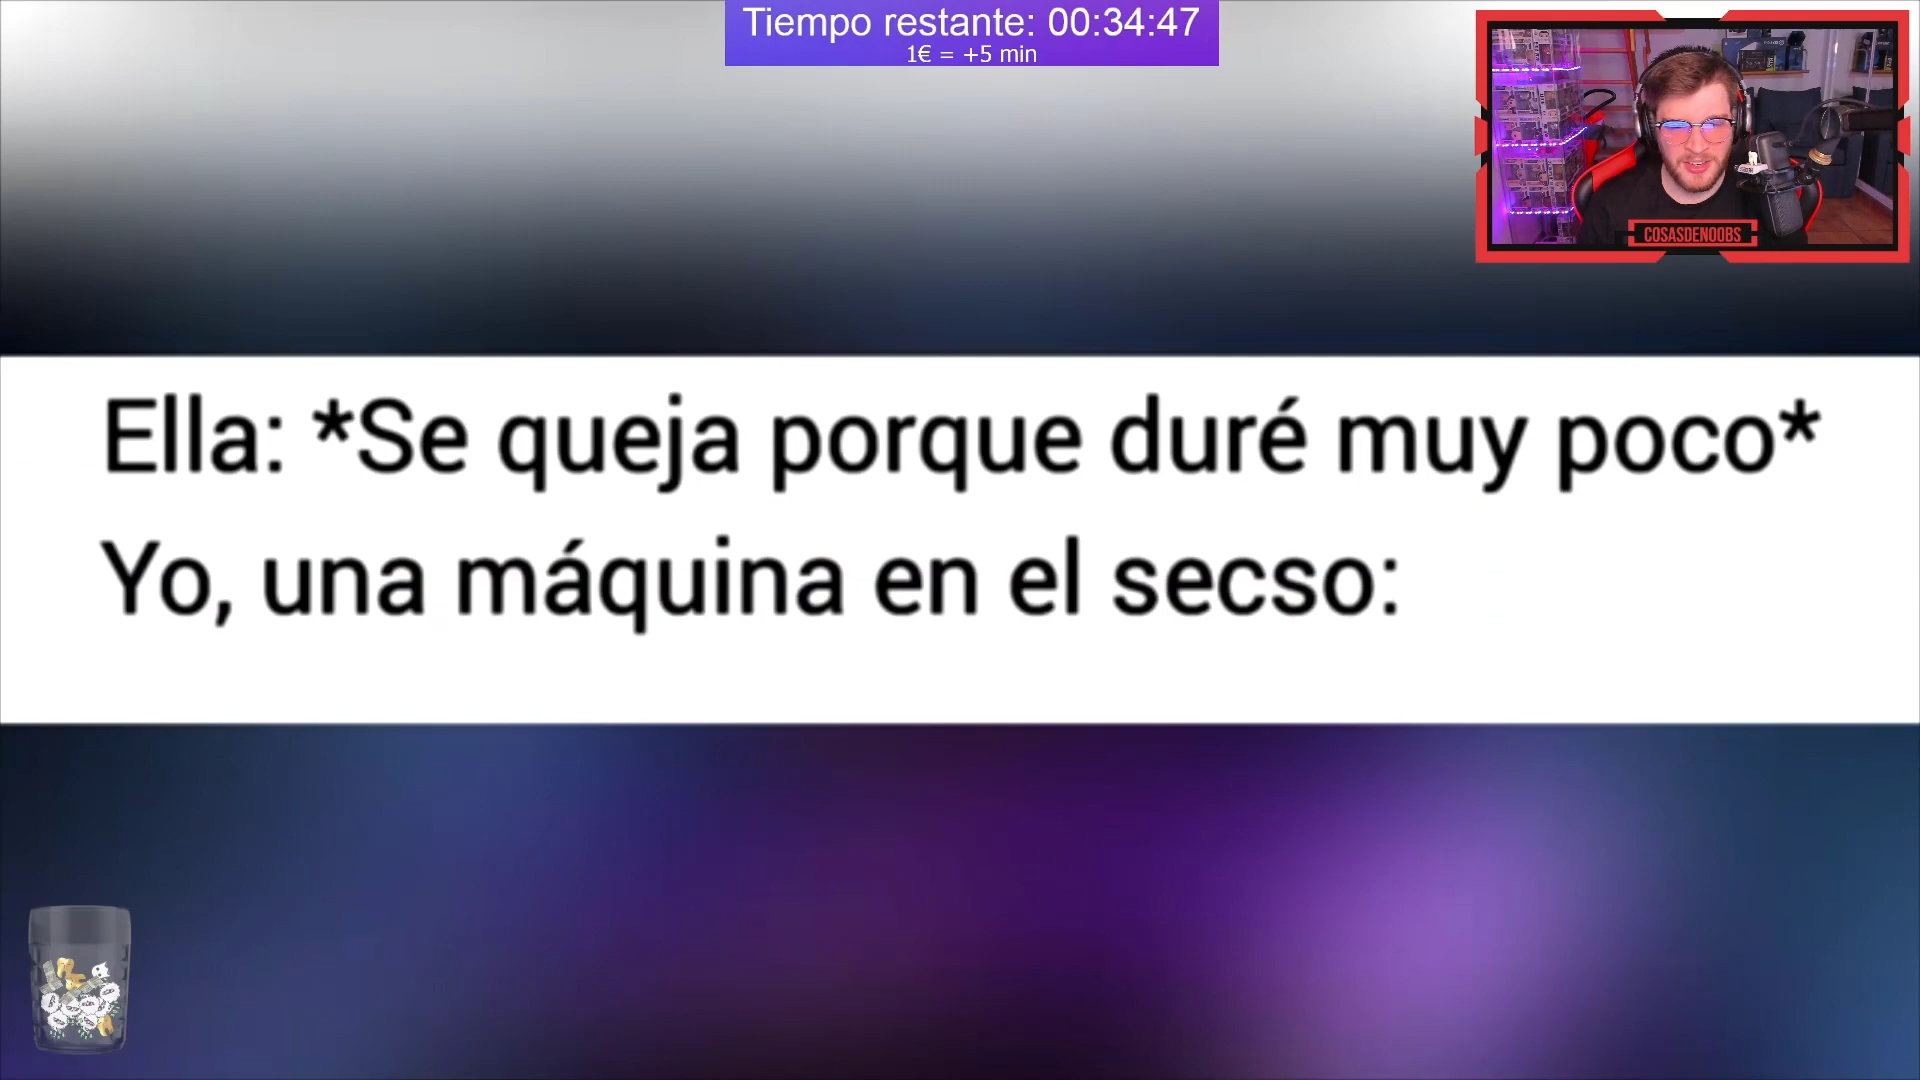 Tiempo restante: 00:34:47
1€ = +5 min
COSASDENOOBS
Ella: *Se queja porque duré muy poco*
Yo, una máquina en el secso: